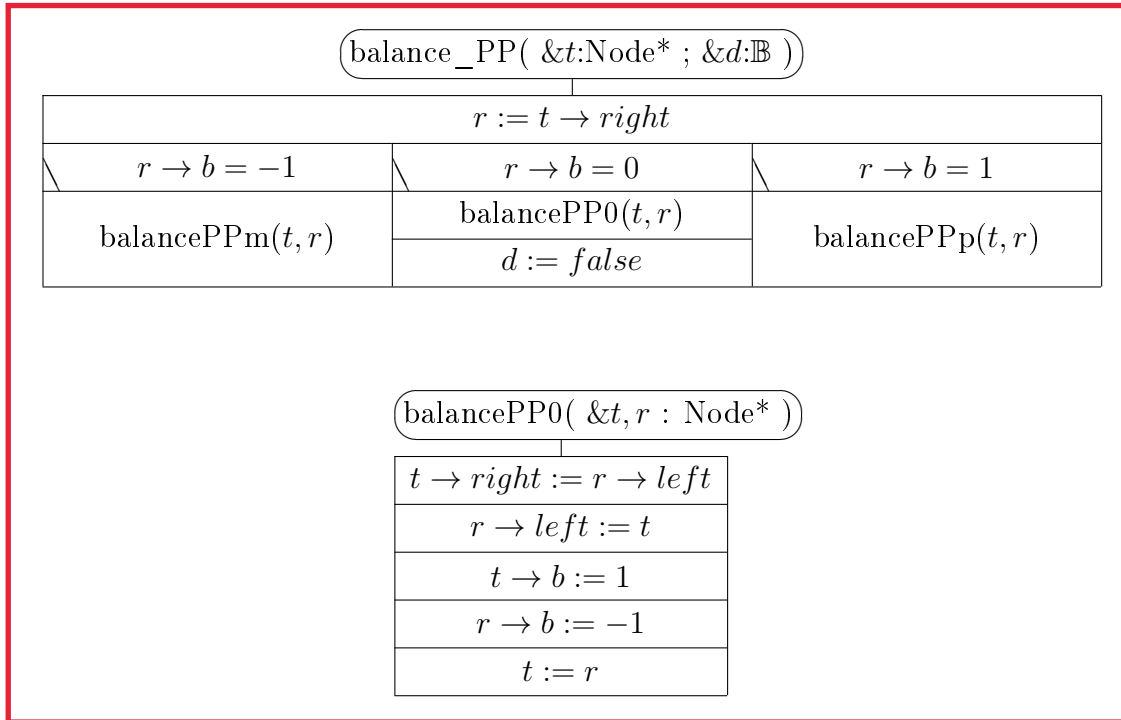 balance_PP( &t:Node* ; &d:𝔹 )
r := t → right
r → b = −1
r → b = 0
r → b = 1
balancePPm(t, r)
balancePP0(t, r)
d := false
balancePPp(t, r)
balancePP0( &t, r : Node* )
t → right := r → left
r → left := t
t → b := 1
r → b := −1
t := r